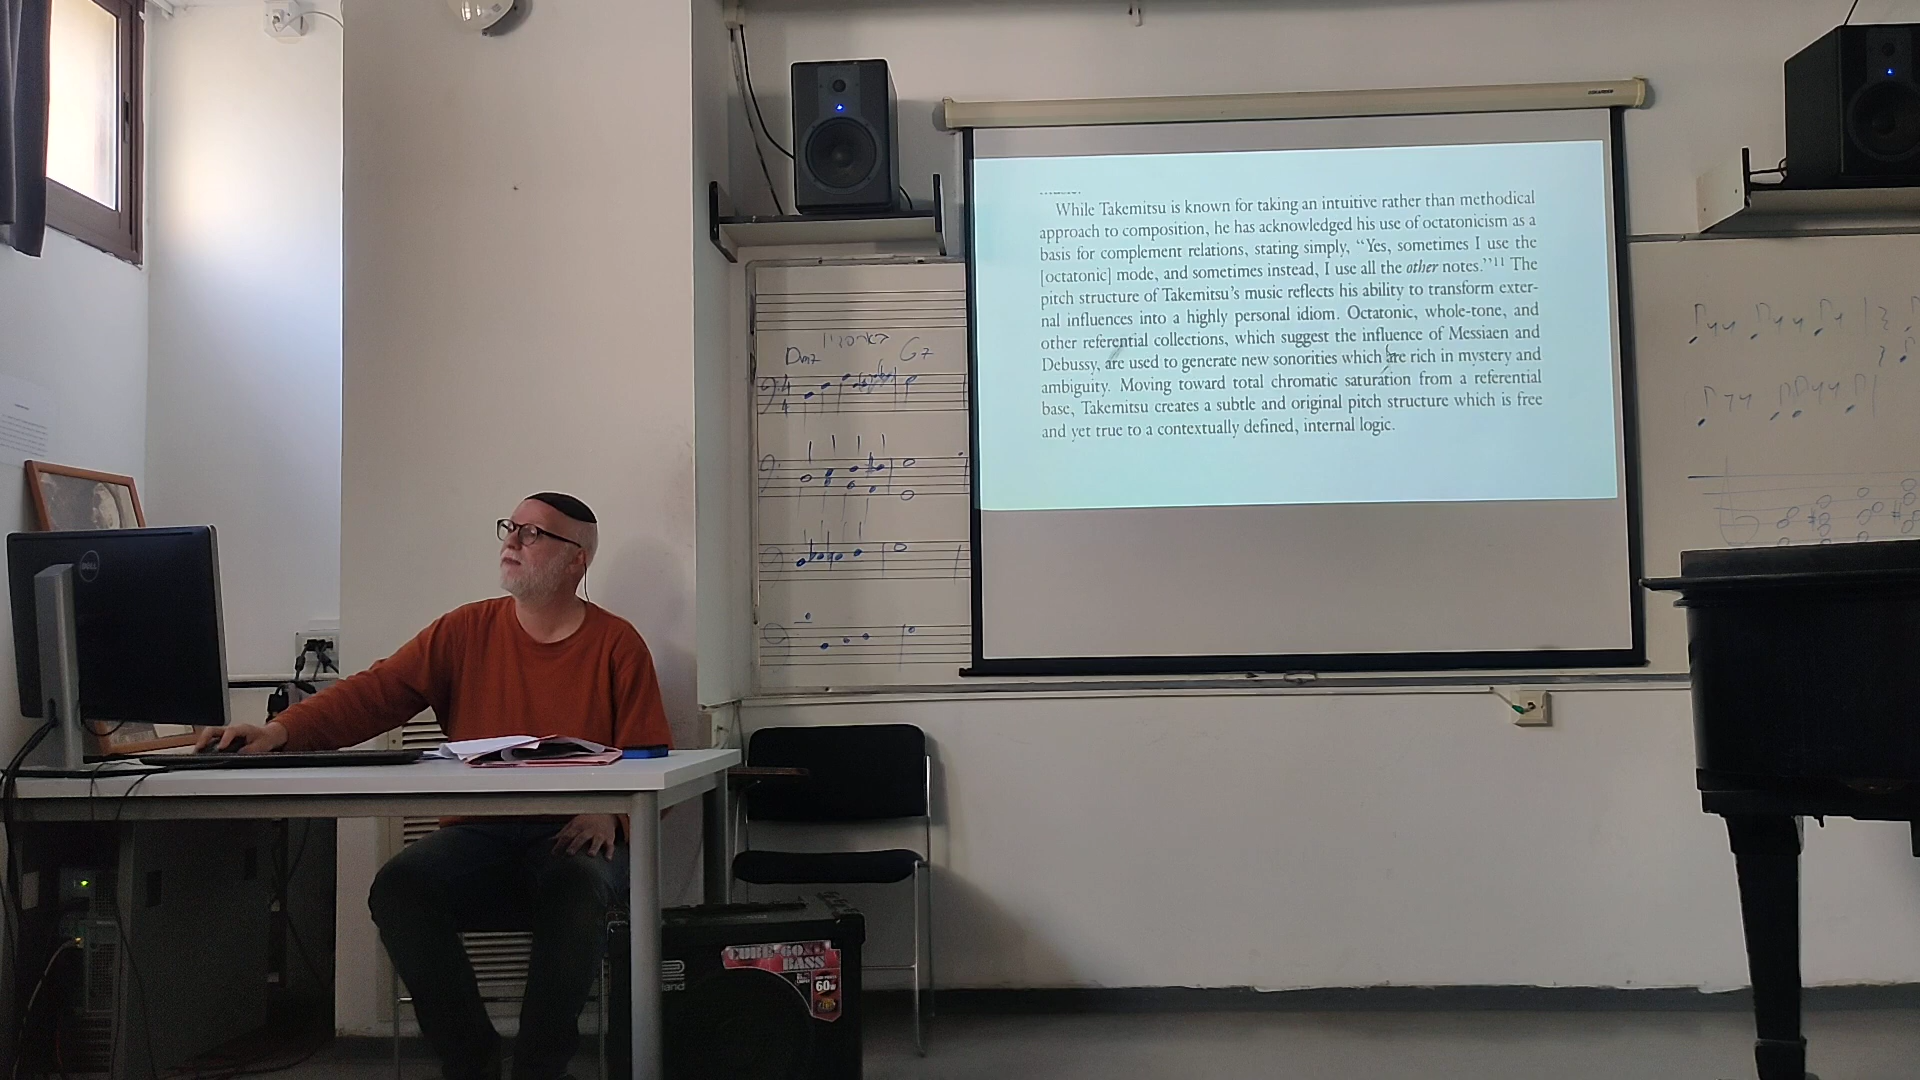 While Takemitsu is known for taking an intuitive rather than methodical
approach to composition, he has acknowledged his use of octatonicism as a
basis for complement relations, stating simply, “Yes, sometimes I use the
[octatonic] mode, and sometimes instead, I use all the other notes.”11 The
pitch structure of Takemitsu’s music reflects his ability to transform exter-
nal influences into a highly personal idiom. Octatonic, whole-tone, and
other referential collections, which suggest the influence of Messiaen and
Debussy, are used to generate new sonorities which are rich in mystery and
ambiguity. Moving toward total chromatic saturation from a referential
base, Takemitsu creates a subtle and original pitch structure which is free
and yet true to a contextually defined, internal logic.
Dm7 G7
4
4
DELL
CUBE-60
BASS
60W
land